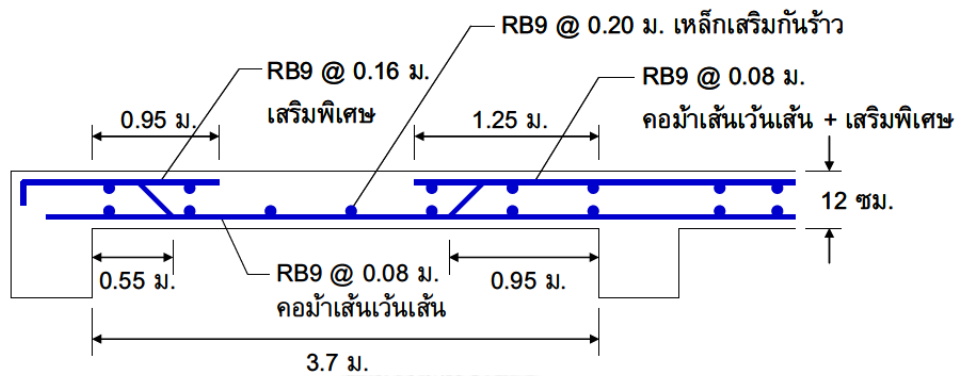 RB9 @ 0.20 ม. เหล็กเสริมกันร้าว
RB9 @ 0.16 ม.
เสริมพิเศษ
RB9 @ 0.08 ม.
คอม้าเส้นเว้นเส้น + เสริมพิเศษ
0.95 ม.
1.25 ม.
12 ซม.
0.55 ม.
RB9 @ 0.08 ม.
คอม้าเส้นเว้นเส้น
0.95 ม.
3.7 ม.